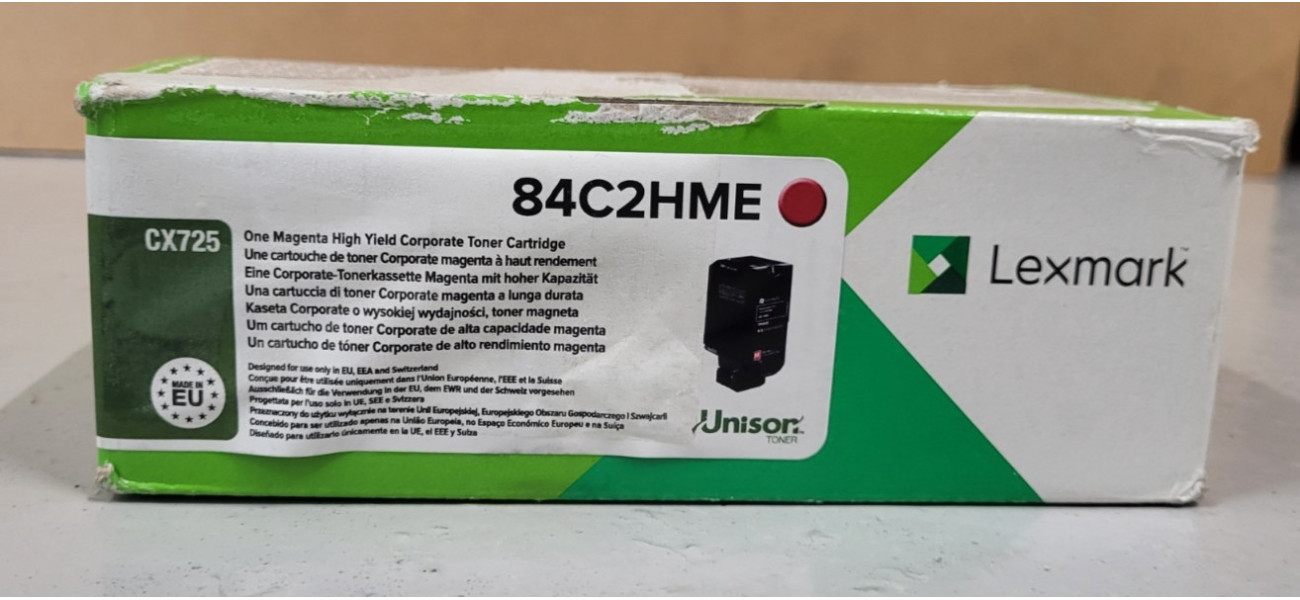 84C2HME
CX725
One Magenta High Yield Corporate Toner Cartridge
Une cartouche de toner Corporate magenta à haut rendement
Eine Corporate-Tonerkassette Magenta mit hoher Kapazität
Una cartuccia di toner Corporate magenta a lunga durata
Kaseta Corporate o wysokiej wydajności, toner magneta
Um cartucho de toner Corporate de alta capacidade magenta
Un cartucho de tóner Corporate de alto rendimiento magenta
Designed for use only in EU, EEA and Switzerland
Conçue pour être utilisée uniquement dans l'Union Européenne, l'EEE et la Suisse
Ausschließlich für die Verwendung in der EU, dem EWR und der Schweiz vorgesehen
Progettata per l'uso solo in UE, SEE e Svizzera
Przeznaczony do użytku wyłącznie na terenie Unii Europejskiej, Europejskiego Obszaru Gospodarczego i Szwajcarii
Concebido para ser utilizado apenas na União Europeia, no Espaço Económico Europeu e na Suíça
Diseñado para utilizarlo únicamente en la UE, el EEE y Suiza
MADE IN
EU
Unison
TONER
Lexmark™